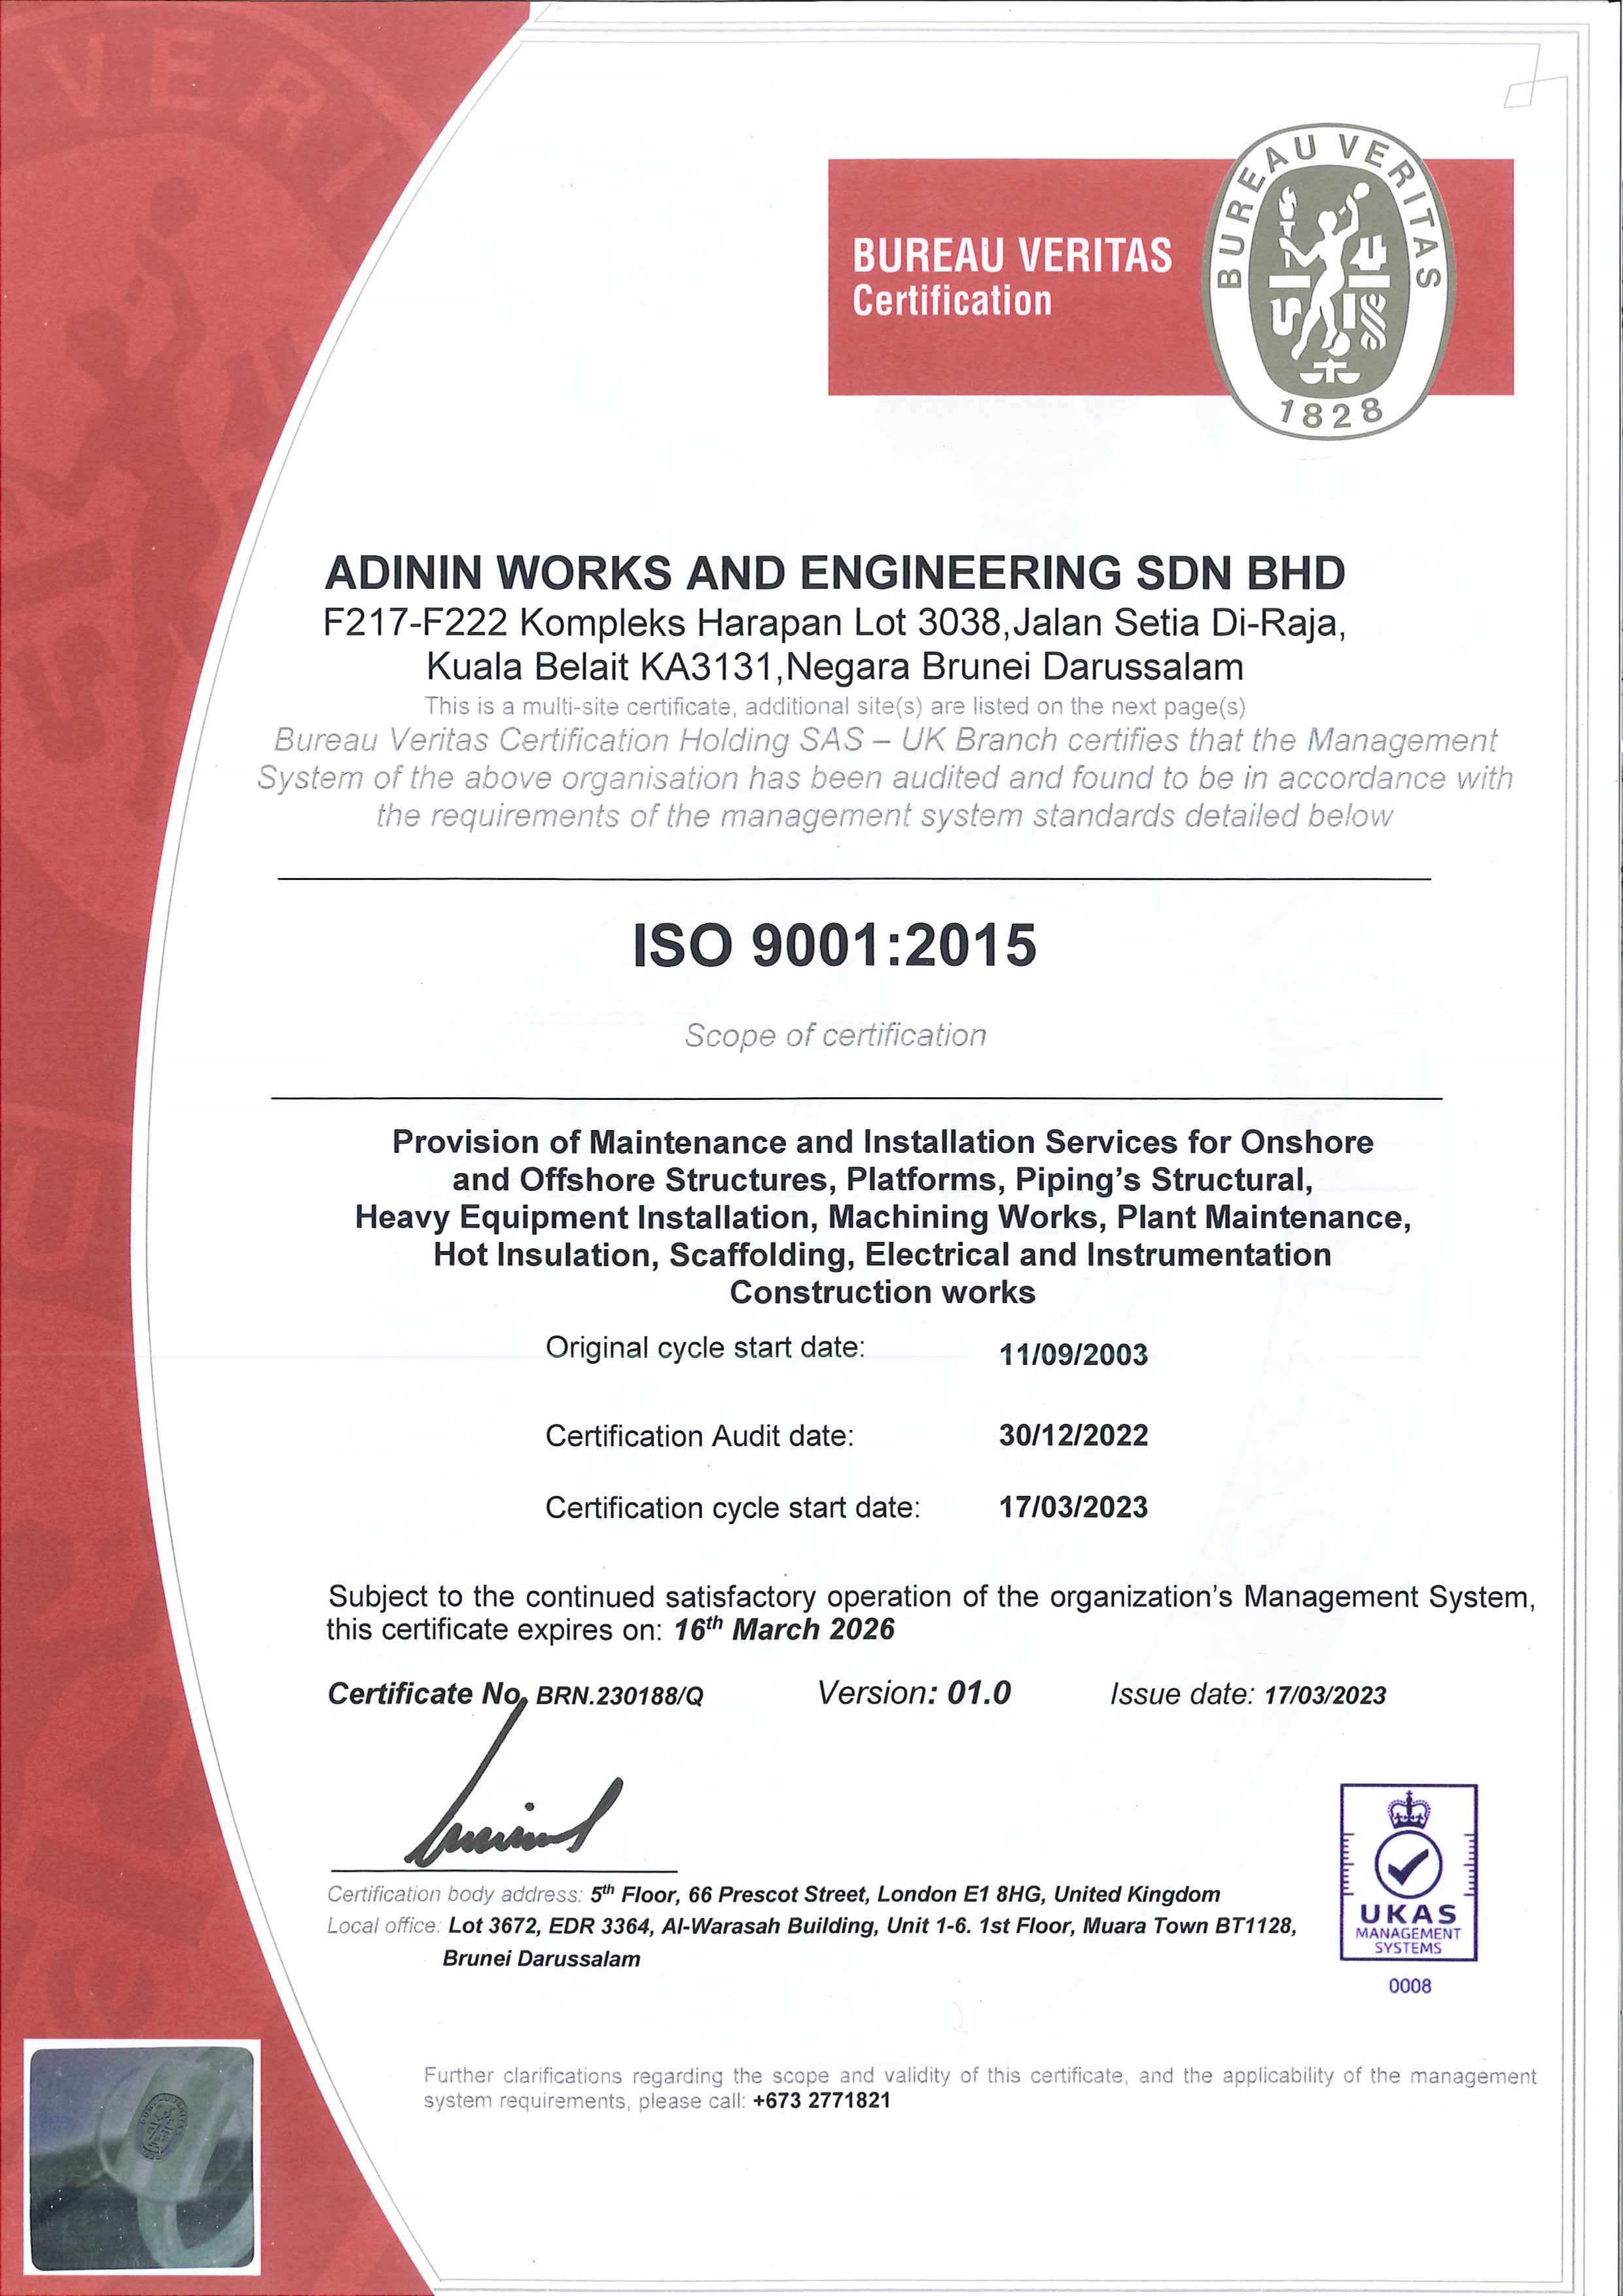 BUREAU VERITAS
Certification
BUREAU VERITAS
1828
ADININ WORKS AND ENGINEERING SDN BHD
F217-F222 Kompleks Harapan Lot 3038,Jalan Setia Di-Raja,
Kuala Belait KA3131,Negara Brunei Darussalam
This is a multi-site certificate, additional site(s) are listed on the next page(s)
Bureau Veritas Certification Holding SAS – UK Branch certifies that the Management
System of the above organisation has been audited and found to be in accordance with
the requirements of the management system standards detailed below
ISO 9001:2015
Scope of certification
Provision of Maintenance and Installation Services for Onshore
and Offshore Structures, Platforms, Piping’s Structural,
Heavy Equipment Installation, Machining Works, Plant Maintenance,
Hot Insulation, Scaffolding, Electrical and Instrumentation
Construction works
Original cycle start date: 11/09/2003
Certification Audit date: 30/12/2022
Certification cycle start date: 17/03/2023
Subject to the continued satisfactory operation of the organization’s Management System,
this certificate expires on: 16th March 2026
Certificate No. BRN.230188/Q Version: 01.0 Issue date: 17/03/2023
Certification body address: 5th Floor, 66 Prescot Street, London E1 8HG, United Kingdom
Local office: Lot 3672, EDR 3364, Al-Warasah Building, Unit 1-6. 1st Floor, Muara Town BT1128,
Brunei Darussalam
UKAS
MANAGEMENT
SYSTEMS
0008
Further clarifications regarding the scope and validity of this certificate, and the applicability of the management
system requirements, please call: +673 2771821